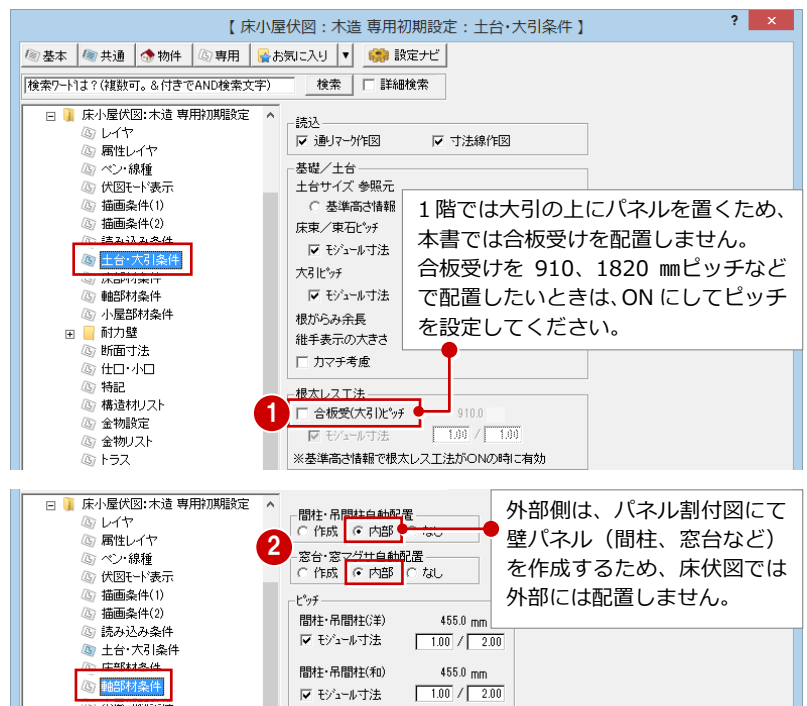 【 床小屋伏図：木造 専用初期設定：土台・大引条件 】 ? ×
基本 共通 物件 専用 お気に入り ▼ 設定ナビ
検索ワードは？(複数可。＆付きでAND検索文字) 検索 詳細検索
床小屋伏図:木造 専用初期設定
レイヤ
属性レイヤ
ペン・線種
伏図モード表示
描画条件(1)
描画条件(2)
読み込み条件
土台・大引条件
床部材条件
軸部材条件
小屋部材条件
耐力壁
断面寸法
仕口・小口
特記
構造材リスト
金物設定
金物リスト
トラス
読込
通りマーク作図 寸法線作図
基礎／土台
土台サイズ 参照元
基準高さ情報
床束／束石ピッチ
モジュール寸法
大引ピッチ
モジュール寸法
根がらみ余長
継手表示の大きさ
カマチ考慮
根太レス工法
1 合板受(大引)ピッチ 910.0
モジュール寸法 1.00 / 1.00
※基準高さ情報で根太レス工法がONの時に有効
１階では大引の上にパネルを置くため、
本書では合板受けを配置しません。
合板受けを 910、1820 ㎜ピッチなど
で配置したいときは、ON にしてピッチ
を設定してください。
床小屋伏図:木造 専用初期設定
レイヤ
属性レイヤ
ペン・線種
伏図モード表示
描画条件(1)
描画条件(2)
読み込み条件
土台・大引条件
床部材条件
軸部材条件
2
間柱・吊間柱自動配置
作成 内部 なし
窓台・窓マグサ自動配置
作成 内部 なし
ピッチ
間柱・吊間柱(洋) 455.0 mm
モジュール寸法 1.00 / 2.00
間柱・吊間柱(和) 455.0 mm
モジュール寸法 1.00 / 2.00
外部側は、パネル割付図にて
壁パネル（間柱、窓台など）
を作成するため、床伏図では
外部には配置しません。